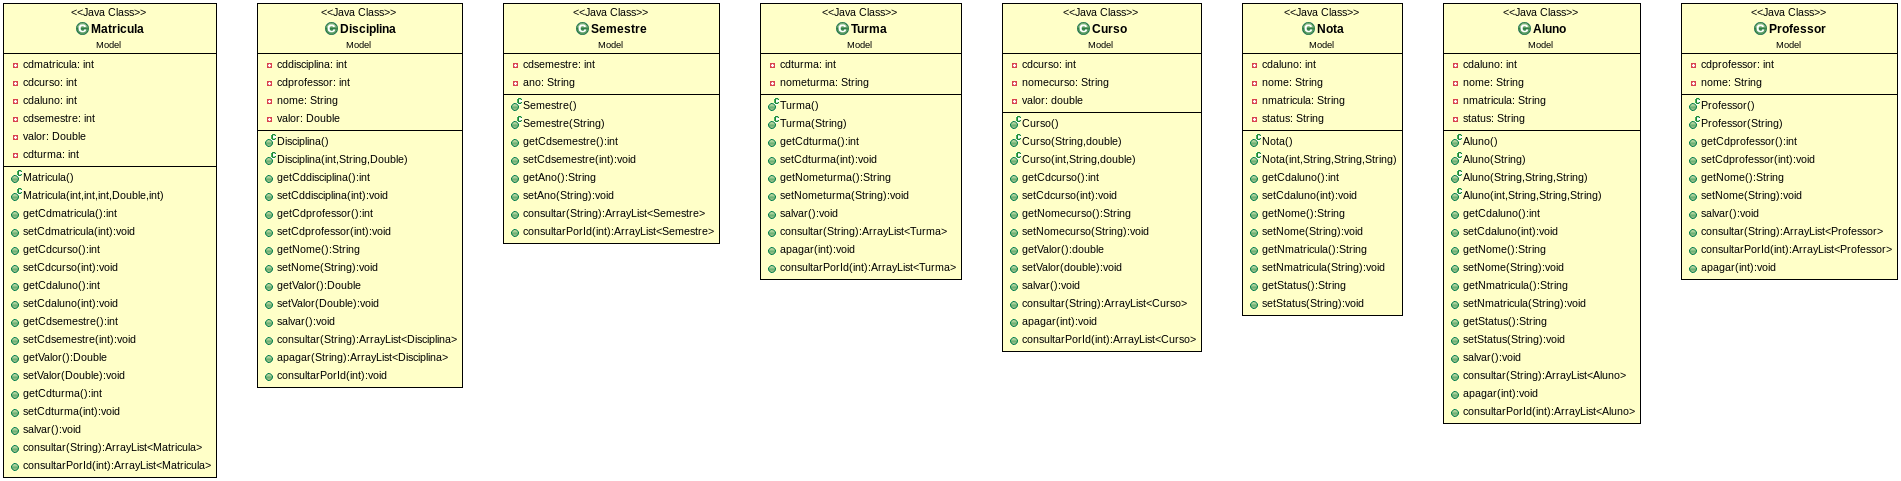 <<Java Class>>
Matricula
Model
cdmatricula: int
cdcurso: int
cdaluno: int
cdsemestre: int
valor: Double
cdturma: int
Matricula()
Matricula(int,int,int,Double,int)
getCdmatricula():int
setCdmatricula(int):void
getCdcurso():int
setCdcurso(int):void
getCdaluno():int
setCdaluno(int):void
getCdsemestre():int
setCdsemestre(int):void
getValor():Double
setValor(Double):void
getCdturma():int
setCdturma(int):void
salvar():void
consultar(String):ArrayList<Matricula>
consultarPorId(int):ArrayList<Matricula>
<<Java Class>>
Disciplina
Model
cddisciplina: int
cdprofessor: int
nome: String
valor: Double
Disciplina()
Disciplina(int,String,Double)
getCddisciplina():int
setCddisciplina(int):void
getCdprofessor():int
setCdprofessor(int):void
getNome():String
setNome(String):void
getValor():Double
setValor(Double):void
salvar():void
consultar(String):ArrayList<Disciplina>
apagar(String):ArrayList<Disciplina>
consultarPorId(int):void
<<Java Class>>
Semestre
Model
cdsemestre: int
ano: String
Semestre()
Semestre(String)
getCdsemestre():int
setCdsemestre(int):void
getAno():String
setAno(String):void
consultar(String):ArrayList<Semestre>
consultarPorId(int):ArrayList<Semestre>
<<Java Class>>
Turma
Model
cdturma: int
nometurma: String
Turma()
Turma(String)
getCdturma():int
setCdturma(int):void
getNometurma():String
setNometurma(String):void
salvar():void
consultar(String):ArrayList<Turma>
apagar(int):void
consultarPorId(int):ArrayList<Turma>
<<Java Class>>
Curso
Model
cdcurso: int
nomecurso: String
valor: double
Curso()
Curso(String,double)
Curso(int,String,double)
getCdcurso():int
setCdcurso(int):void
getNomecurso():String
setNomecurso(String):void
getValor():double
setValor(double):void
salvar():void
consultar(String):ArrayList<Curso>
apagar(int):void
consultarPorId(int):ArrayList<Curso>
<<Java Class>>
Nota
Model
cdaluno: int
nome: String
nmatricula: String
status: String
Nota()
Nota(int,String,String,String)
getCdaluno():int
setCdaluno(int):void
getNome():String
setNome(String):void
getNmatricula():String
setNmatricula(String):void
getStatus():String
setStatus(String):void
<<Java Class>>
Aluno
Model
cdaluno: int
nome: String
nmatricula: String
status: String
Aluno()
Aluno(String)
Aluno(String,String,String)
Aluno(int,String,String,String)
getCdaluno():int
setCdaluno(int):void
getNome():String
setNome(String):void
getNmatricula():String
setNmatricula(String):void
getStatus():String
setStatus(String):void
salvar():void
consultar(String):ArrayList<Aluno>
apagar(int):void
consultarPorId(int):ArrayList<Aluno>
<<Java Class>>
Professor
Model
cdprofessor: int
nome: String
Professor()
Professor(String)
getCdprofessor():int
setCdprofessor(int):void
getNome():String
setNome(String):void
salvar():void
consultar(String):ArrayList<Professor>
consultarPorId(int):ArrayList<Professor>
apagar(int):void